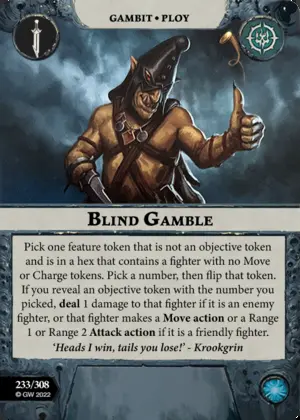 GAMBIT • PLOY
BLIND GAMBLE
Pick one feature token that is not an objective token
and is in a hex that contains a fighter with no Move
or Charge tokens. Pick a number, then flip that token.
If you reveal an objective token with the number you
picked, deal 1 damage to that fighter if it is an enemy
fighter, or that fighter makes a Move action or a Range
1 or Range 2 Attack action if it is a friendly fighter.
‘Heads I win, tails you lose!’ - Krookgrin
233/308
© GW 2022